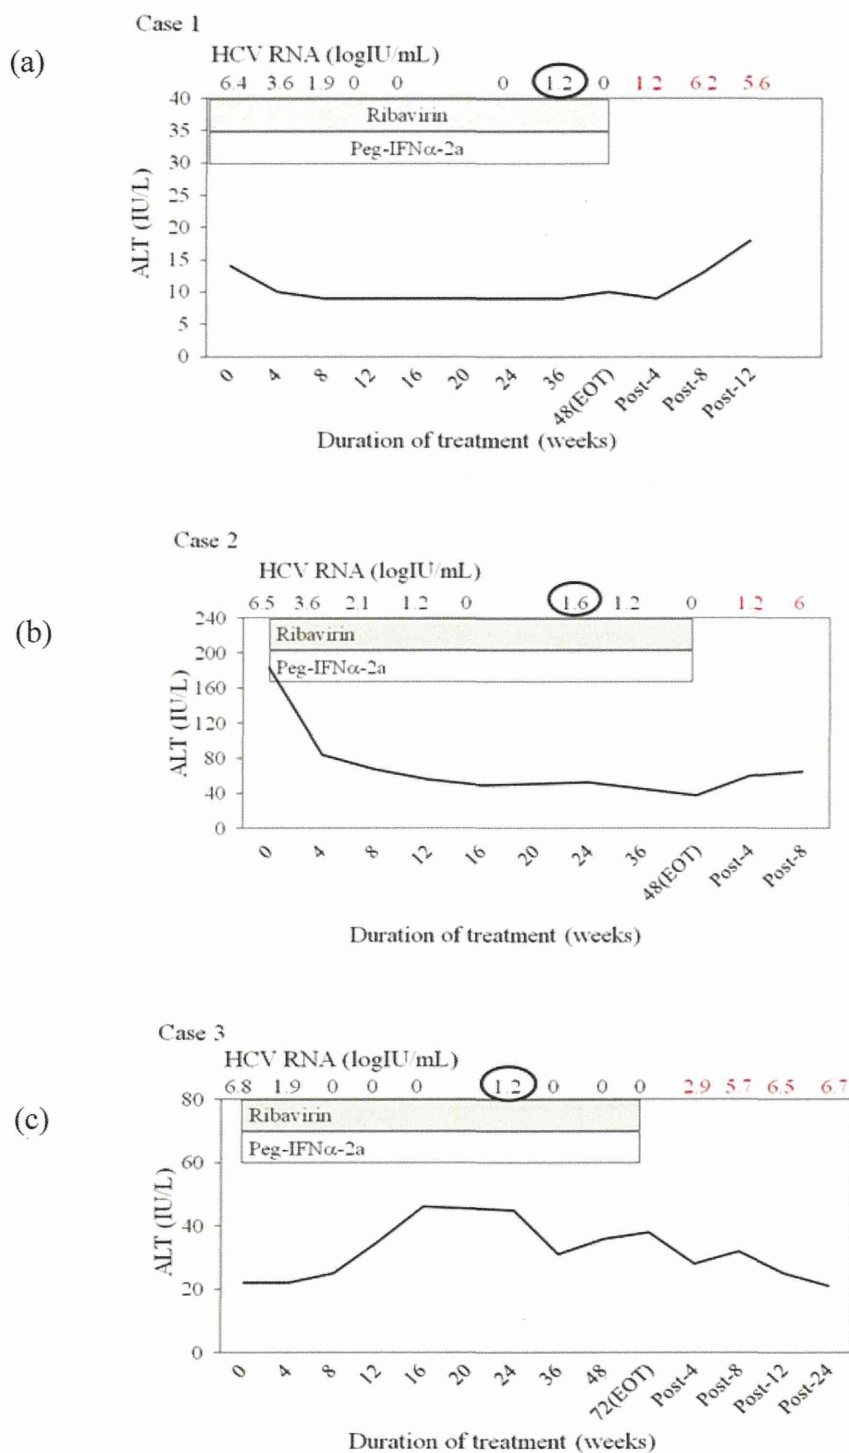 (a)
Case 1
HCV RNA (logIU/mL)
6.4 3.6 1.9 0 0 0 1.2 0 1.2 6.2 5.6
Ribavirin
Peg-IFNα-2a
ALT (IU/L)
40
35
30
25
20
15
10
5
0
0 4 8 12 16 20 24 36 48(EOT) Post-4 Post-8 Post-12
Duration of treatment (weeks)
(b)
Case 2
HCV RNA (logIU/mL)
6.5 3.6 2.1 1.2 0 1.6 1.2 0 1.2 6
Ribavirin
Peg-IFNα-2a
ALT (IU/L)
240
200
160
120
80
40
0
0 4 8 12 16 20 24 36 48(EOT) Post-4 Post-8
Duration of treatment (weeks)
(c)
Case 3
HCV RNA (logIU/mL)
6.8 1.9 0 0 0 1.2 0 0 0 2.9 5.7 6.5 6.7
Ribavirin
Peg-IFNα-2a
ALT (IU/L)
80
60
40
20
0
0 4 8 12 16 20 24 36 48 72(EOT) Post-4 Post-8 Post-12 Post-24
Duration of treatment (weeks)